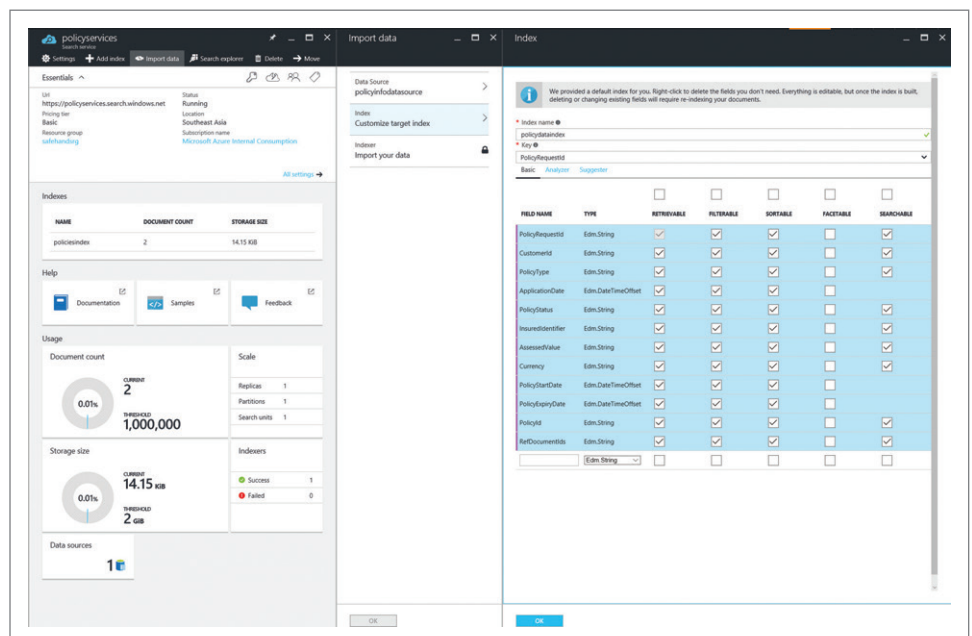 policyservices
Search service
Settings Add index Import data Search explorer Delete Move
Essentials
Url
https://policyservices.search.windows.net
Pricing tier
Basic
Resource group
safehandorg
Status
Running
Location
Southeast Asia
Subscription name
Microsoft Azure Internal Consumption
All settings
Indexes
NAME DOCUMENT COUNT STORAGE SIZE
policiesindex 2 14.15 KiB
Help
Documentation Samples Feedback
Usage
Document count
0.01%
CURRENT
2
THRESHOLD
1,000,000
Scale
Replicas 1
Partitions 1
Search units 1
Storage size
0.01%
CURRENT
14.15 KiB
THRESHOLD
2 GiB
Indexers
Success 1
Failed 0
Data sources
1
Import data
Data Source
policyinfodatasource
Index
Customize target index
Indexer
Import your data
OK
Index
We provided a default index for you. Right-click to delete the fields you don't need. Everything is editable, but once the index is built,
deleting or changing existing fields will require re-indexing your documents.
* Index name
policydataindex
* Key
PolicyRequestId
Basic Analyzer Suggester
FIELD NAME TYPE RETRIEVABLE FILTERABLE SORTABLE FACETABLE SEARCHABLE
PolicyRequestId Edm.String
CustomerId Edm.String
PolicyType Edm.String
ApplicationDate Edm.DateTimeOffset
PolicyStatus Edm.String
InsuredIdentifier Edm.String
AssessedValue Edm.String
Currency Edm.String
PolicyStartDate Edm.DateTimeOffset
PolicyExpiryDate Edm.DateTimeOffset
PolicyId Edm.String
RefDocumentIds Edm.String
Edm.String
OK